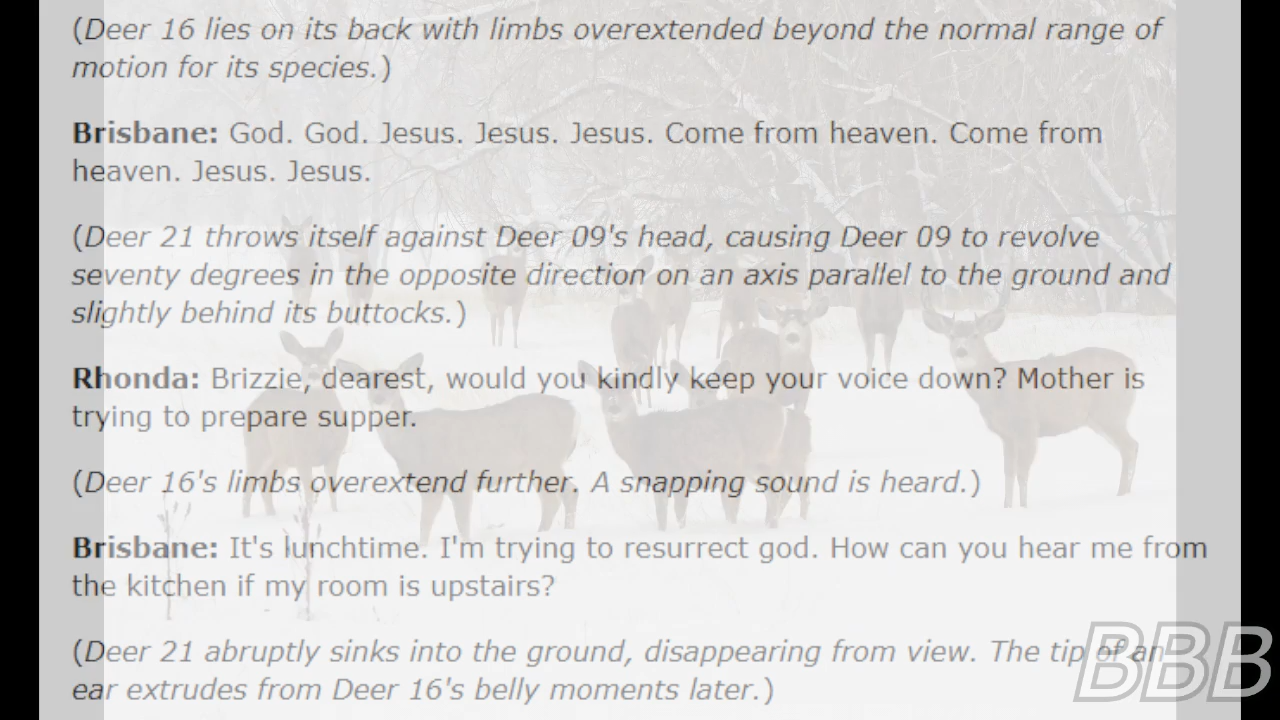 (Deer 16 lies on its back with limbs overextended beyond the normal range of
motion for its species.)
Brisbane: God. God. Jesus. Jesus. Jesus. Come from heaven. Come from
heaven. Jesus. Jesus.
(Deer 21 throws itself against Deer 09's head, causing Deer 09 to revolve
seventy degrees in the opposite direction on an axis parallel to the ground and
slightly behind its buttocks.)
Rhonda: Brizzie, dearest, would you kindly keep your voice down? Mother is
trying to prepare supper.
(Deer 16's limbs overextend further. A snapping sound is heard.)
Brisbane: It's lunchtime. I'm trying to resurrect god. How can you hear me from
the kitchen if my room is upstairs?
(Deer 21 abruptly sinks into the ground, disappearing from view. The tip of an
ear extrudes from Deer 16's belly moments later.)
BBB